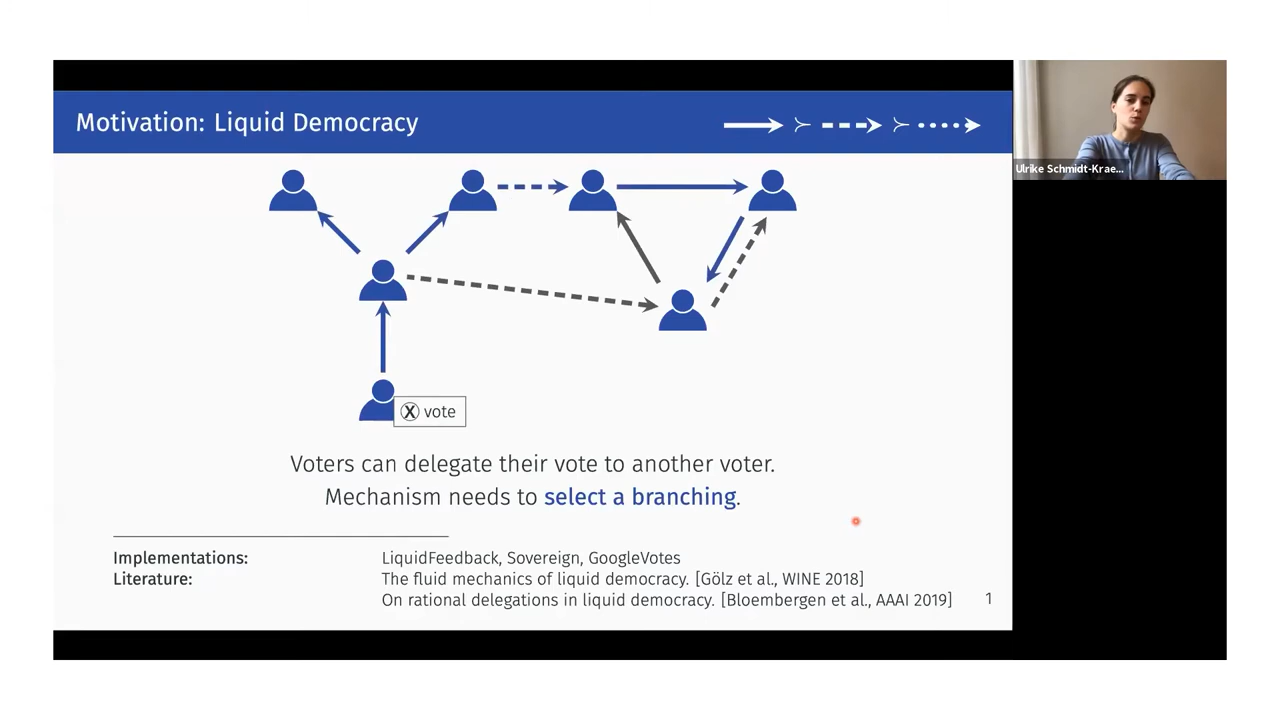 Motivation: Liquid Democracy
Ulrike Schmidt-Krae...
X vote
Voters can delegate their vote to another voter.
Mechanism needs to select a branching.
Implementations: LiquidFeedback, Sovereign, GoogleVotes
Literature: The fluid mechanics of liquid democracy. [Gölz et al., WINE 2018]
On rational delegations in liquid democracy. [Bloembergen et al., AAAI 2019]
1